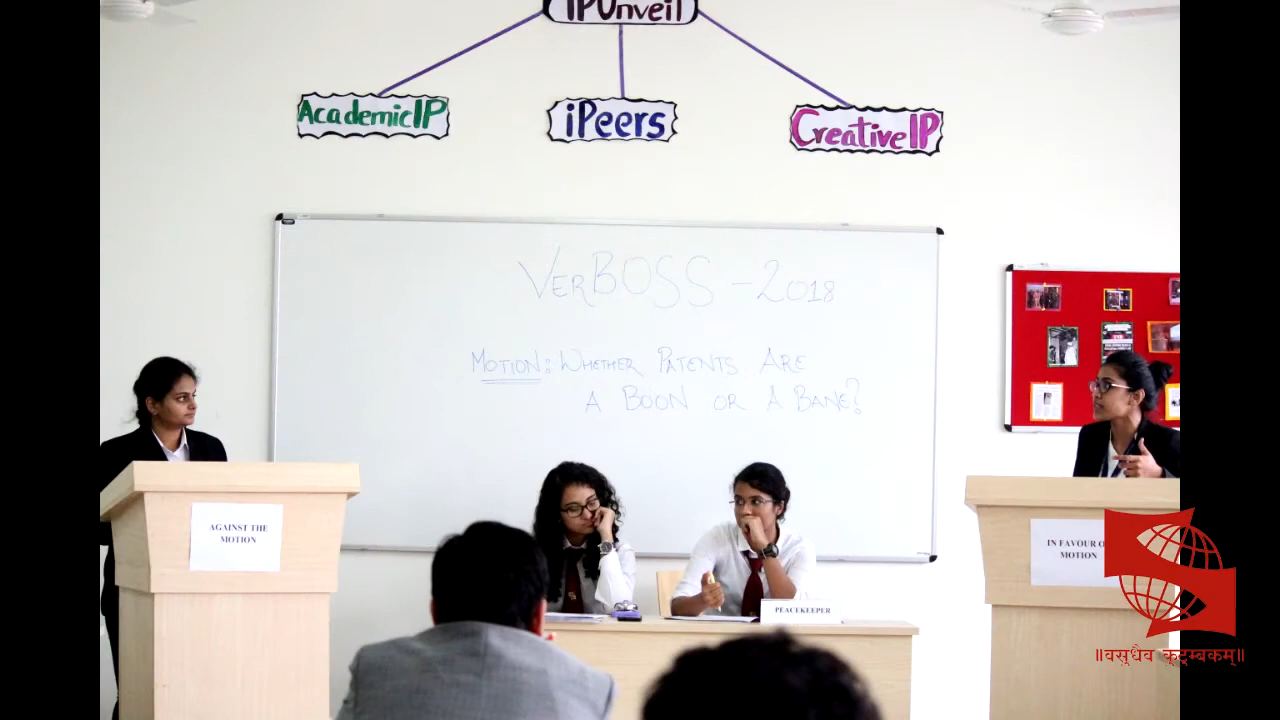 IPUnveil
AcademicIP
iPeers
CreativeIP
VERBOSS - 2018
MOTION: WHETHER PATENTS ARE
A BOON OR A BANE?
AGAINST THE
MOTION
PEACEKEEPER
IN FAVOUR O
MOTION
॥वसुधैव कुटुम्बकम्॥